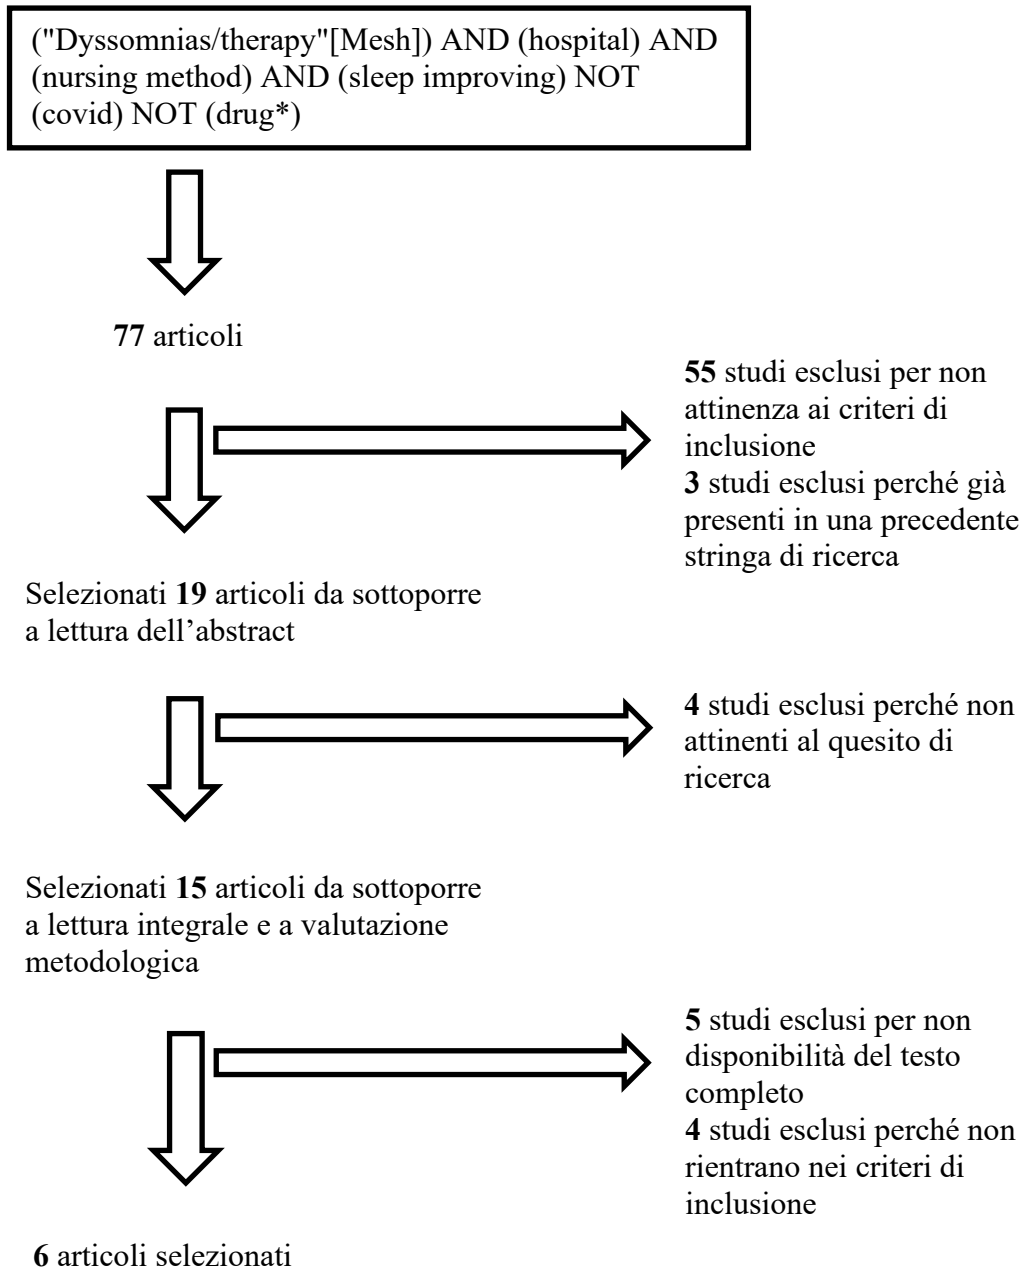 ("Dyssomnias/therapy"[Mesh]) AND (hospital) AND
(nursing method) AND (sleep improving) NOT
(covid) NOT (drug*)
77 articoli
55 studi esclusi per non
attinenza ai criteri di
inclusione
3 studi esclusi perché già
presenti in una precedente
stringa di ricerca
Selezionati 19 articoli da sottoporre
a lettura dell’abstract
4 studi esclusi perché non
attinenti al quesito di
ricerca
Selezionati 15 articoli da sottoporre
a lettura integrale e a valutazione
metodologica
5 studi esclusi per non
disponibilità del testo
completo
4 studi esclusi perché non
rientrano nei criteri di
inclusione
6 articoli selezionati